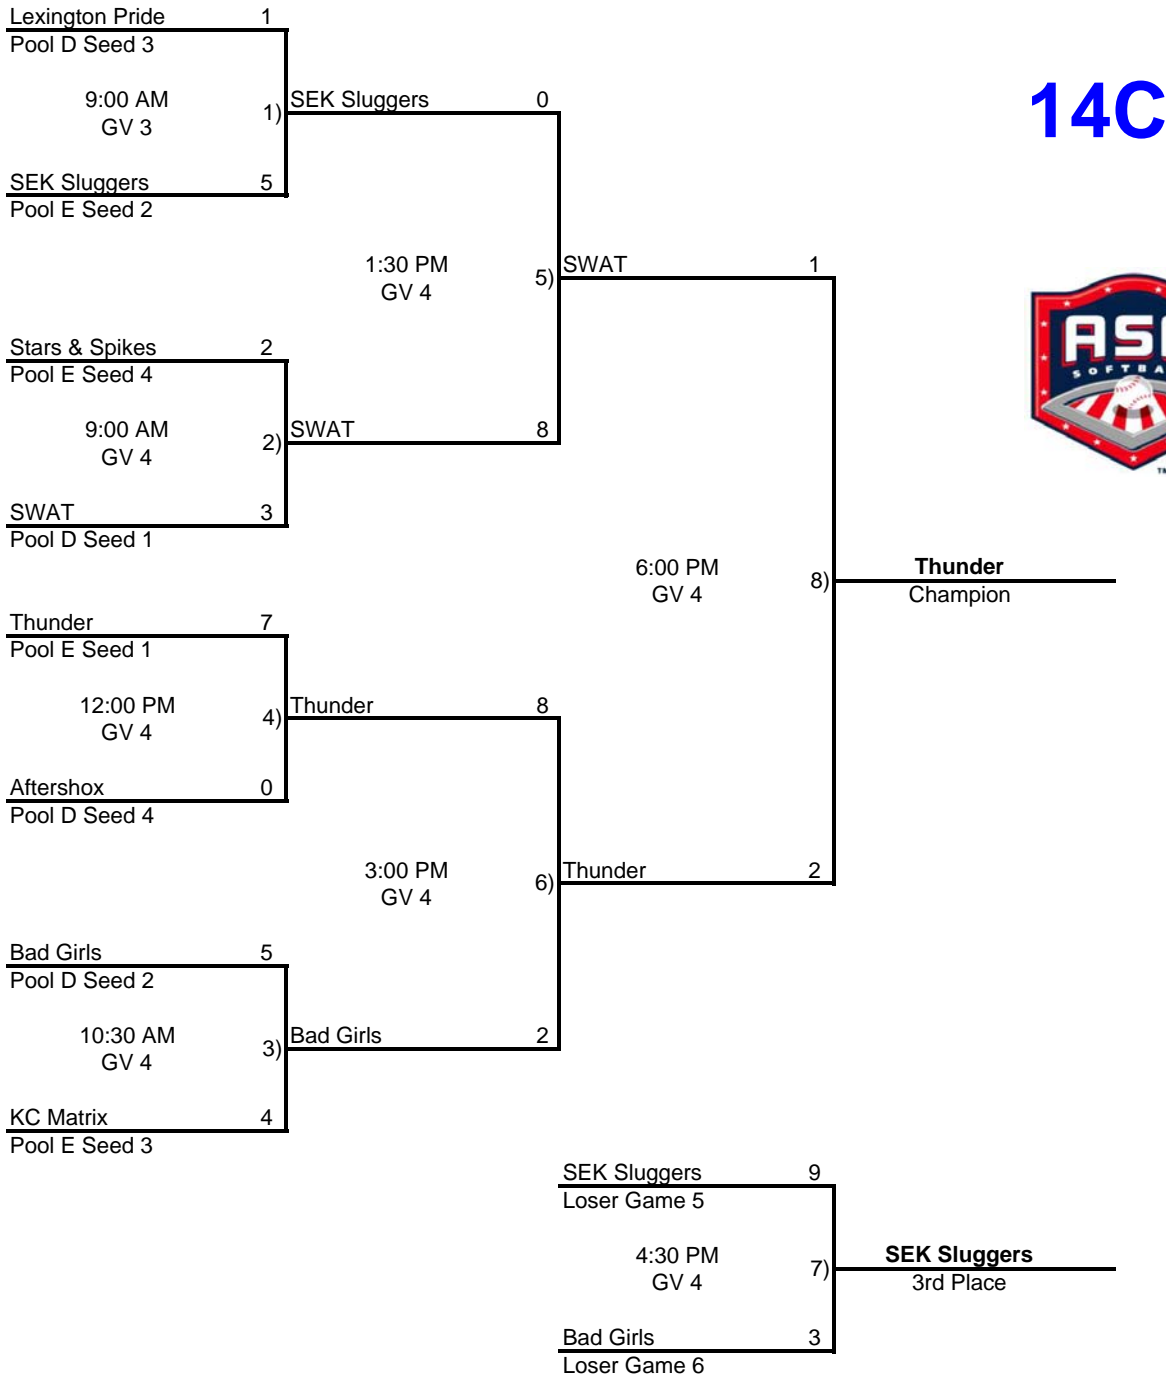 Lexington Pride 1
Pool D Seed 3
9:00 AM
GV 3
1)
SEK Sluggers 0
SEK Sluggers 5
Pool E Seed 2
14C
1:30 PM
GV 4
5)
SWAT 1
Stars & Spikes 2
Pool E Seed 4
9:00 AM
GV 4
2)
SWAT 8
SWAT 3
Pool D Seed 1
SOFTBA
TM
6:00 PM
GV 4
8)
Thunder
Champion
Thunder 7
Pool E Seed 1
12:00 PM
GV 4
4)
Thunder 8
Aftershox 0
Pool D Seed 4
3:00 PM
GV 4
6)
Thunder 2
Bad Girls 5
Pool D Seed 2
10:30 AM
GV 4
3)
Bad Girls 2
KC Matrix 4
Pool E Seed 3
SEK Sluggers 9
Loser Game 5
4:30 PM
GV 4
7)
SEK Sluggers
3rd Place
Bad Girls 3
Loser Game 6